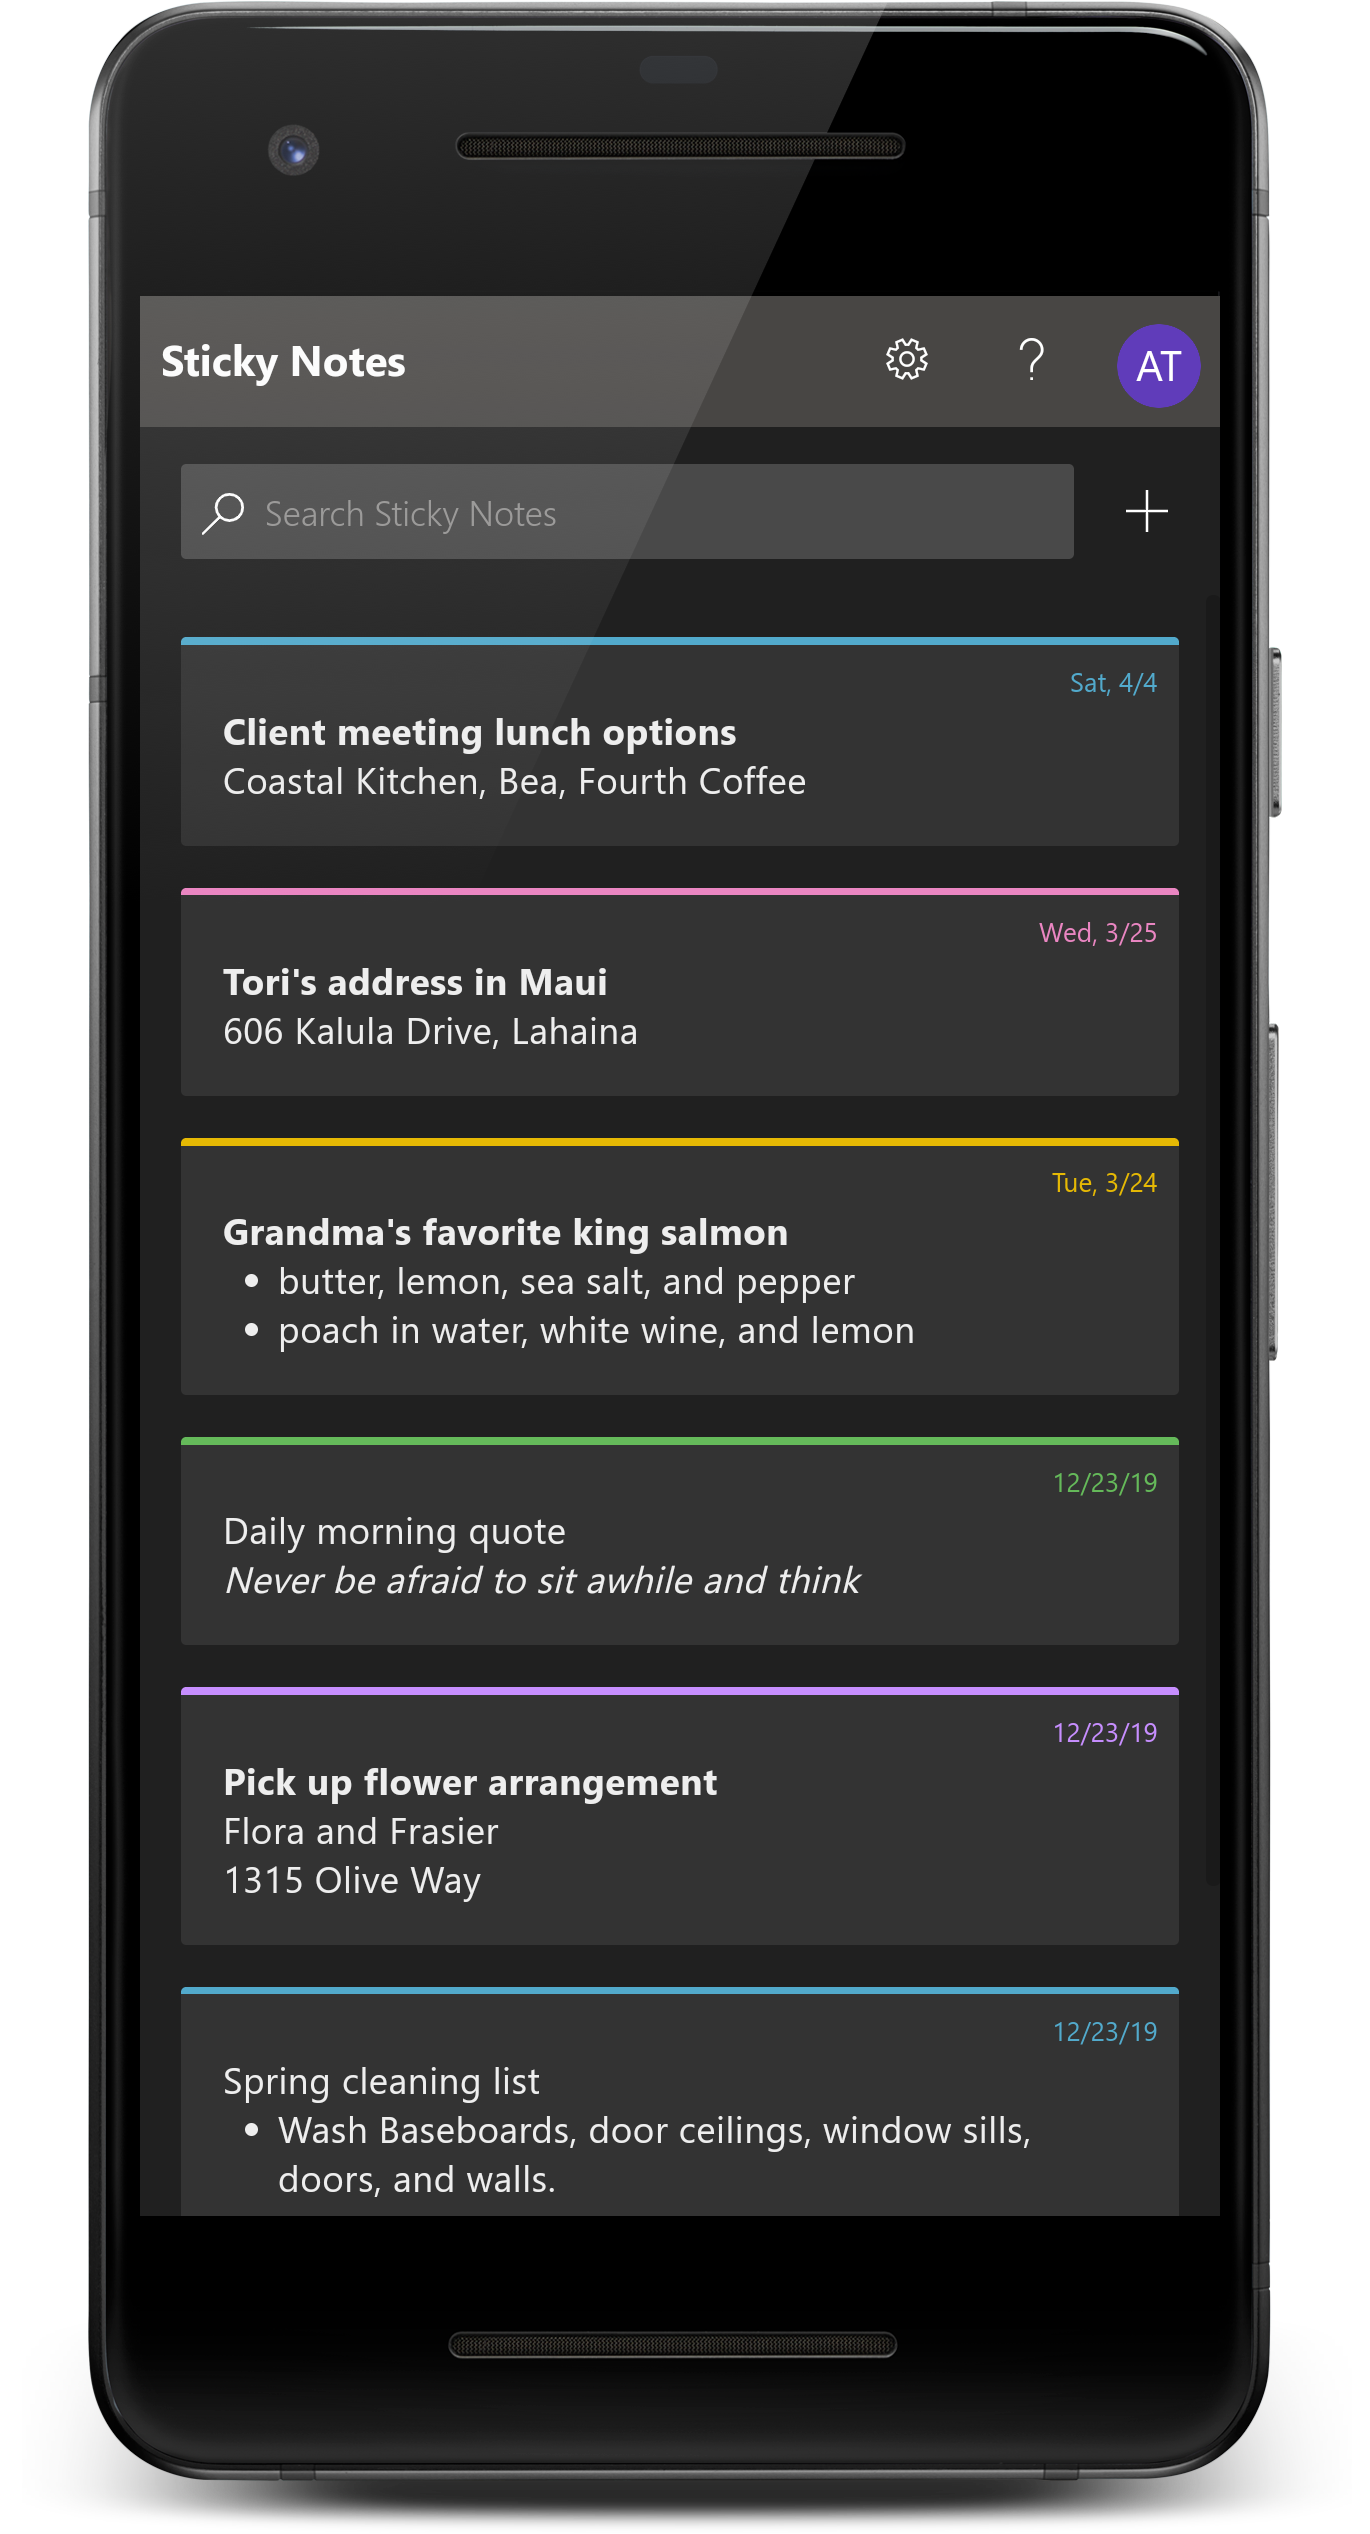 Sticky Notes
AT
Search Sticky Notes
Sat, 4/4
Client meeting lunch options
Coastal Kitchen, Bea, Fourth Coffee
Wed, 3/25
Tori's address in Maui
606 Kalula Drive, Lahaina
Tue, 3/24
Grandma's favorite king salmon
• butter, lemon, sea salt, and pepper
• poach in water, white wine, and lemon
12/23/19
Daily morning quote
Never be afraid to sit awhile and think
12/23/19
Pick up flower arrangement
Flora and Frasier
1315 Olive Way
12/23/19
Spring cleaning list
• Wash Baseboards, door ceilings, window sills,
doors, and walls.